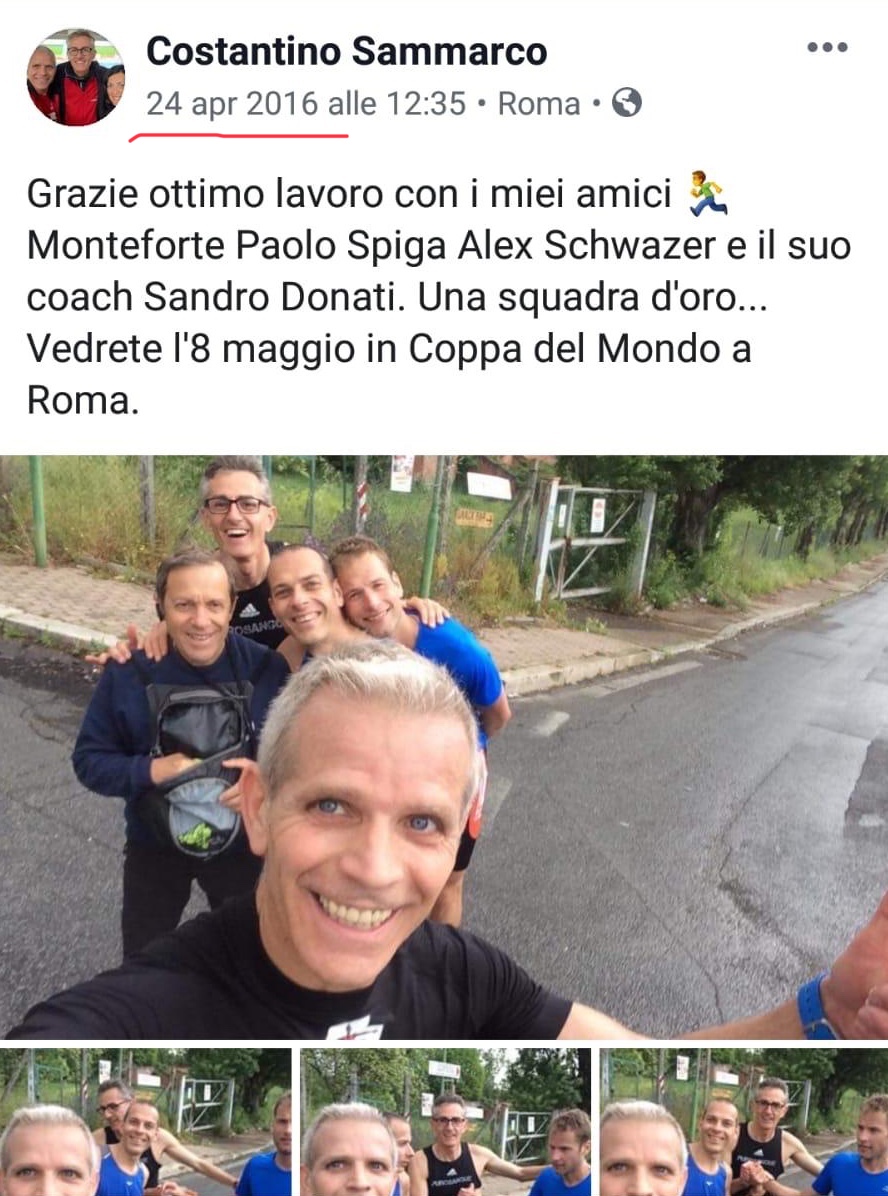 Costantino Sammarco
24 apr 2016 alle 12:35 • Roma •
Grazie ottimo lavoro con i miei amici 🏃‍♂️
Monteforte Paolo Spiga Alex Schwazer e il suo
coach Sandro Donati. Una squadra d'oro...
Vedrete l'8 maggio in Coppa del Mondo a
Roma.